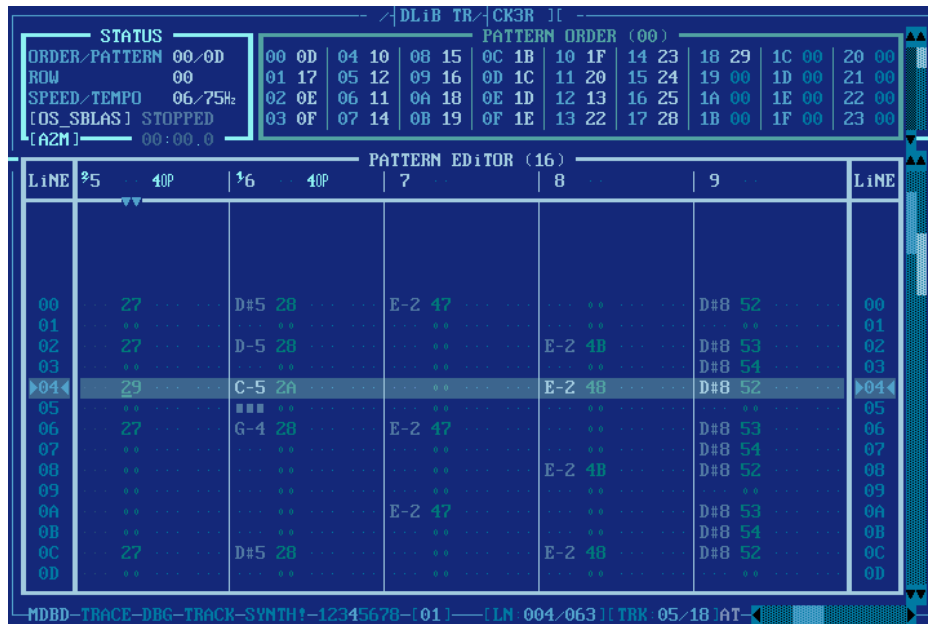 /┤DLiB TR/┤CK3R ][
STATUS
ORDER/PATTERN 00/0D
ROW 00
SPEED/TEMPO 06/75Hz
[OS_SBLAS] STOPPED
[A2M] 00:00.0
PATTERN ORDER (00)
00 0D | 04 10 | 08 15 | 0C 1B | 10 1F | 14 23 | 18 29 | 1C 00 | 20 00
01 17 | 05 12 | 09 16 | 0D 1C | 11 20 | 15 24 | 19 00 | 1D 00 | 21 00
02 0E | 06 11 | 0A 18 | 0E 1D | 12 13 | 16 25 | 1A 00 | 1E 00 | 22 00
03 0F | 07 14 | 0B 19 | 0F 1E | 13 22 | 17 28 | 1B 00 | 1F 00 | 23 00
PATTERN EDiTOR (16)
LiNE 5 4OP 6 4OP 7 8 9 LiNE
00 27 D#5 28 E-2 47 D#8 52 00
01 01
02 27 D-5 28 E-2 4B D#8 53 02
03 D#8 54 03
04 29 C-5 2A E-2 48 D#8 52 04
05 05
06 27 G-4 28 E-2 47 D#8 53 06
07 D#8 54 07
08 E-2 4B D#8 52 08
09 09
0A E-2 47 D#8 53 0A
0B D#8 54 0B
0C 27 D#5 28 E-2 48 D#8 52 0C
0D 0D
MDBD-TRACE-DBG-TRACK-SYNTH!-12345678-[01]——[LN:004/063][TRK:05/18]AT